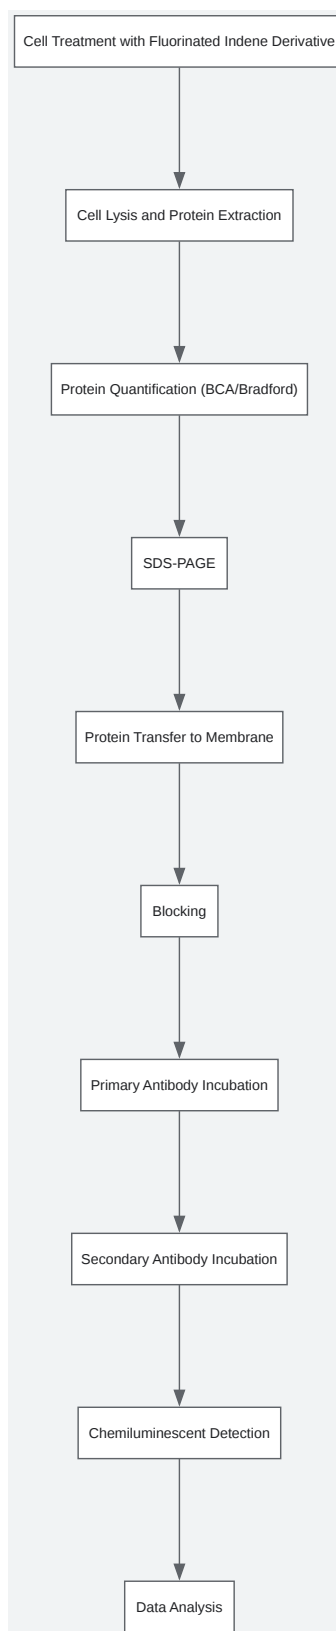 Cell Treatment with Fluorinated Indene Derivative
Cell Lysis and Protein Extraction
Protein Quantification (BCA/Bradford)
SDS-PAGE
Protein Transfer to Membrane
Blocking
Primary Antibody Incubation
Secondary Antibody Incubation
Chemiluminescent Detection
Data Analysis